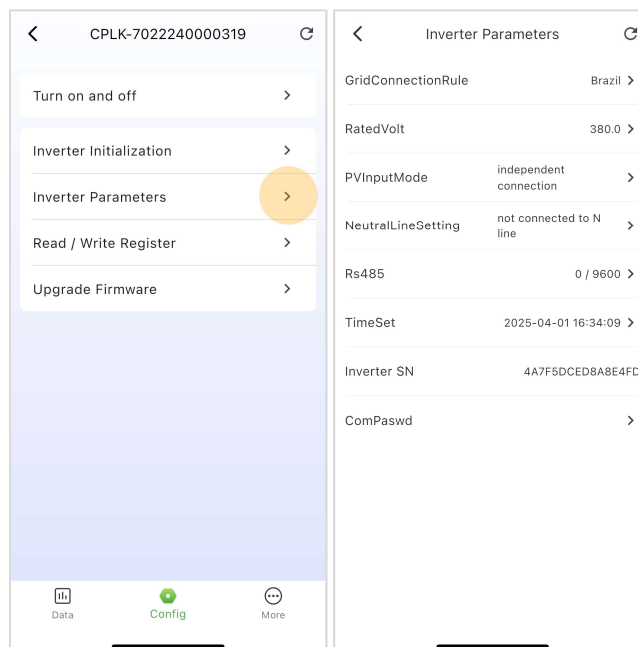 CPLK-7022240000319
Turn on and off
Inverter Initialization
Inverter Parameters
Read / Write Register
Upgrade Firmware
Data
Config
More
Inverter Parameters
GridConnectionRule Brazil
RatedVolt 380.0
PVInputMode independent
connection
NeutralLineSetting not connected to N
line
Rs485 0 / 9600
TimeSet 2025-04-01 16:34:09
Inverter SN 4A7F5DCED8A8E4FD
ComPaswd